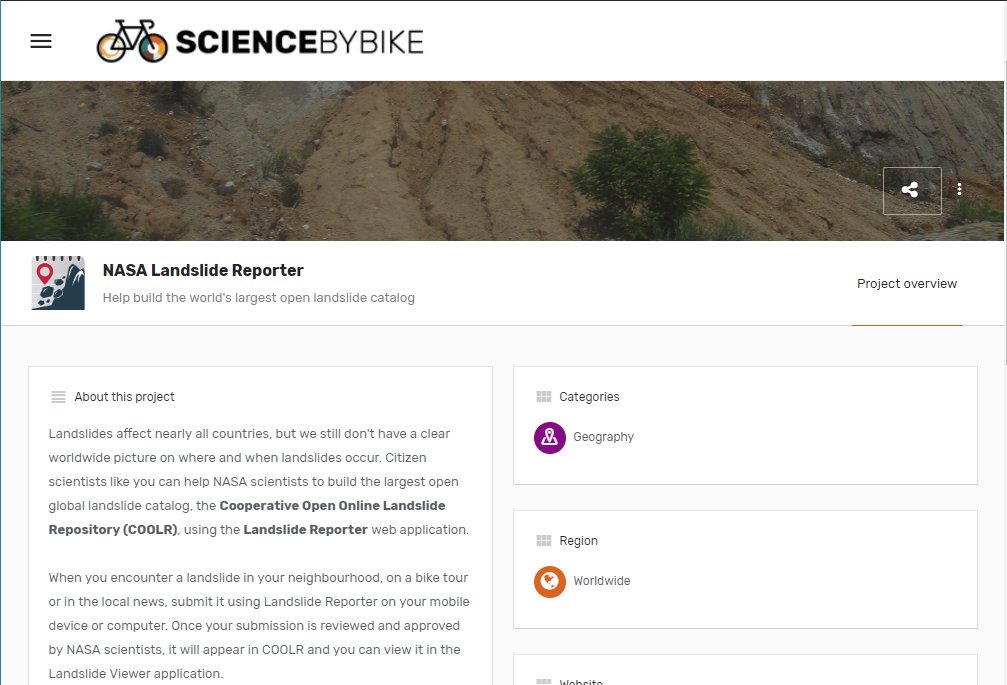 SCIENCEBYBIKE
NASA Landslide Reporter
Help build the world's largest open landslide catalog
Project overview
About this project
Landslides affect nearly all countries, but we still don't have a clear
worldwide picture on where and when landslides occur. Citizen
scientists like you can help NASA scientists to build the largest open
global landslide catalog, the Cooperative Open Online Landslide
Repository (COOLR), using the Landslide Reporter web application.
When you encounter a landslide in your neighbourhood, on a bike tour
or in the local news, submit it using Landslide Reporter on your mobile
device or computer. Once your submission is reviewed and approved
by NASA scientists, it will appear in COOLR and you can view it in the
Landslide Viewer application.
Categories
Geography
Region
Worldwide
Website